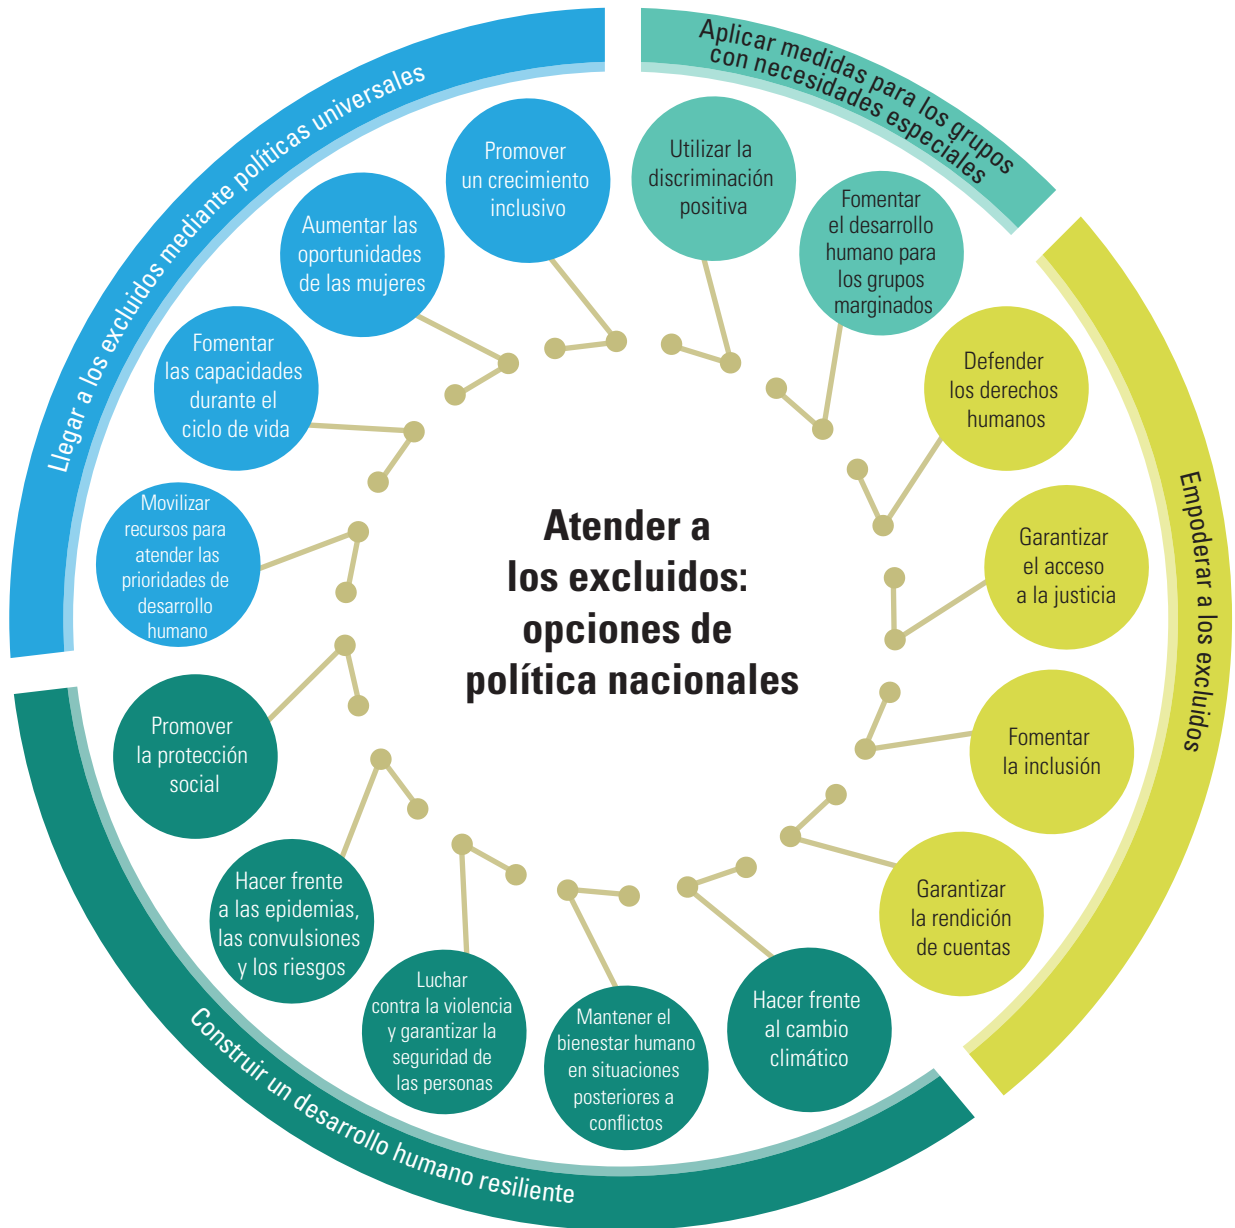 Atender a
los excluidos:
opciones de
política nacionales
Llegar a los excluidos mediante políticas universales
Promover
un crecimiento
inclusivo
Aumentar las
oportunidades
de las mujeres
Fomentar
las capacidades
durante el
ciclo de vida
Movilizar
recursos para
atender las
prioridades de
desarrollo
humano
Aplicar medidas para los grupos
con necesidades especiales
Utilizar la
discriminación
positiva
Fomentar
el desarrollo
humano para
los grupos
marginados
Empoderar a los excluidos
Defender
los derechos
humanos
Garantizar
el acceso
a la justicia
Fomentar
la inclusión
Garantizar
la rendición
de cuentas
Construir un desarrollo humano resiliente
Promover
la protección
social
Hacer frente
a las epidemias,
las convulsiones
y los riesgos
Luchar
contra la violencia
y garantizar la
seguridad de
las personas
Mantener el
bienestar humano
en situaciones
posteriores a
conflictos
Hacer frente
al cambio
climático